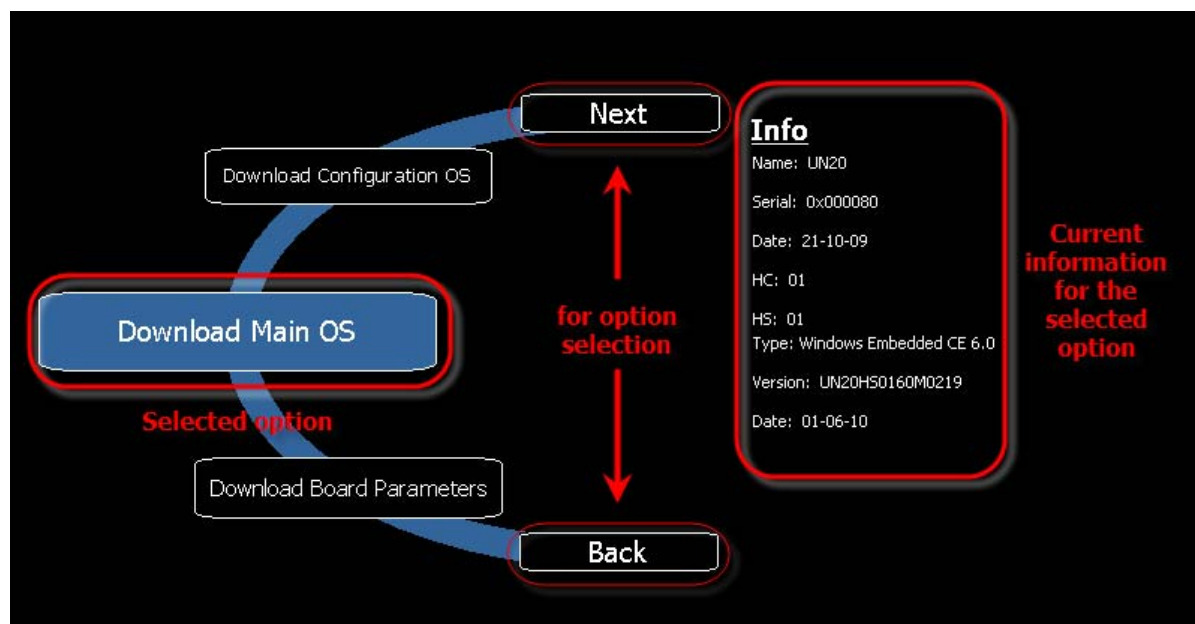 Next
Download Configuration OS
Download Main OS
Selected option
Download Board Parameters
Back
for option
selection
Info
Name: UN20
Serial: 0x000080
Date: 21-10-09
HC: 01
HS: 01
Type: Windows Embedded CE 6.0
Version: UN20HS0160M0219
Date: 01-06-10
Current
information
for the
selected
option